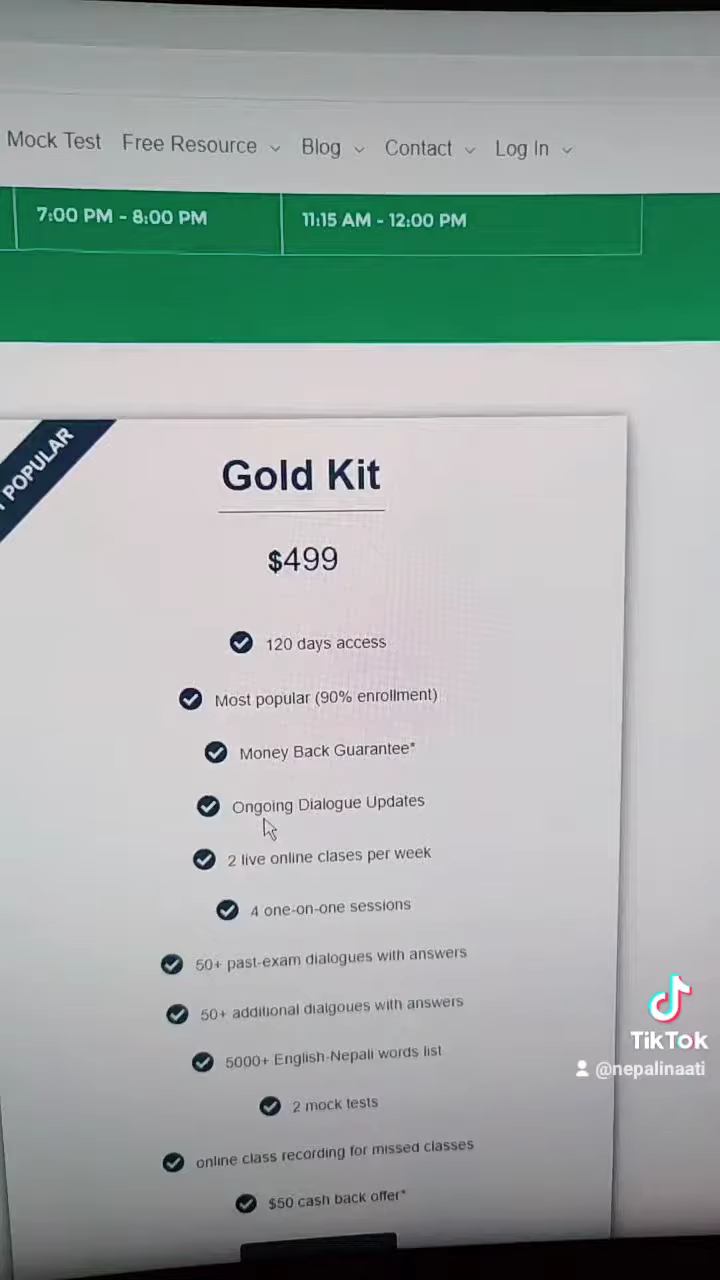 Mock Test Free Resource Blog Contact Log In
7:00 PM - 8:00 PM 11:15 AM - 12:00 PM
POPULAR
Gold Kit
$499
120 days access
Most popular (90% enrollment)
Money Back Guarantee*
Ongoing Dialogue Updates
2 live online clases per week
4 one-on-one sessions
50+ past-exam dialogues with answers
50+ additional dialgoues with answers
5000+ English-Nepali words list
2 mock tests
online class recording for missed classes
$50 cash back offer*
TikTok
@nepalinaati